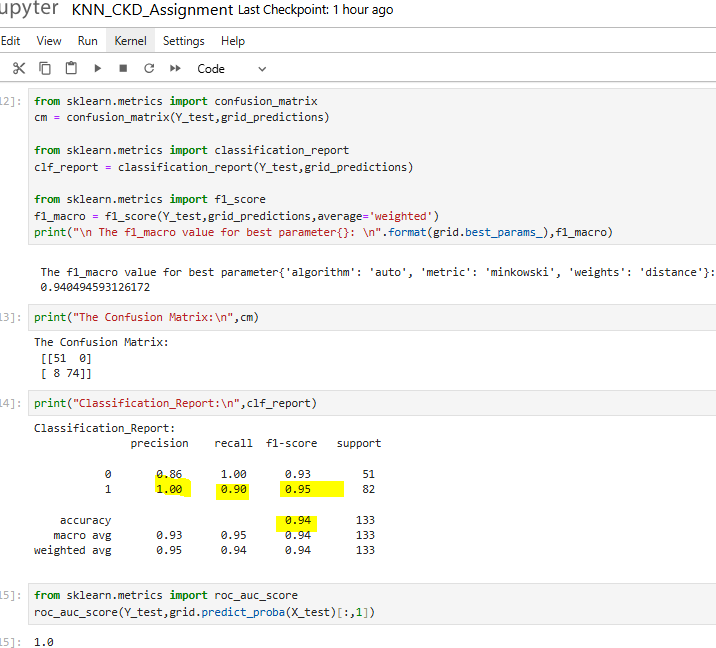 upyter KNN_CKD_Assignment Last Checkpoint: 1 hour ago
Edit View Run Kernel Settings Help
Code
12]: from sklearn.metrics import confusion_matrix
cm = confusion_matrix(Y_test,grid_predictions)
from sklearn.metrics import classification_report
clf_report = classification_report(Y_test,grid_predictions)
from sklearn.metrics import f1_score
f1_macro = f1_score(Y_test,grid_predictions,average='weighted')
print("\n The f1_macro value for best parameter{}: \n".format(grid.best_params_),f1_macro)
The f1_macro value for best parameter{'algorithm': 'auto', 'metric': 'minkowski', 'weights': 'distance'}:
0.940494593126172
13]: print("The Confusion Matrix:\n",cm)
The Confusion Matrix:
[[51 0]
[ 8 74]]
14]: print("Classification_Report:\n",clf_report)
Classification_Report:
precision recall f1-score support
0 0.86 1.00 0.93 51
1 1.00 0.90 0.95 82
accuracy 0.94 133
macro avg 0.93 0.95 0.94 133
weighted avg 0.95 0.94 0.94 133
15]: from sklearn.metrics import roc_auc_score
roc_auc_score(Y_test,grid.predict_proba(X_test)[:,1])
15]: 1.0